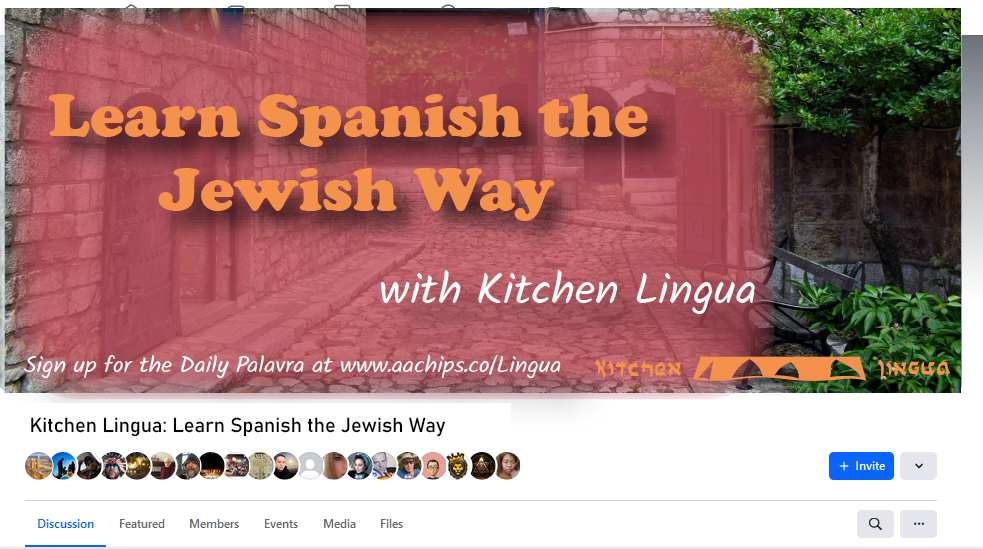 Learn Spanish the
Jewish Way
with Kitchen Lingua
Sign up for the Daily Palavra at www.aachips.co/Lingua
KITCHEN LINGUA
Kitchen Lingua: Learn Spanish the Jewish Way
+ Invite
Discussion Featured Members Events Media Files